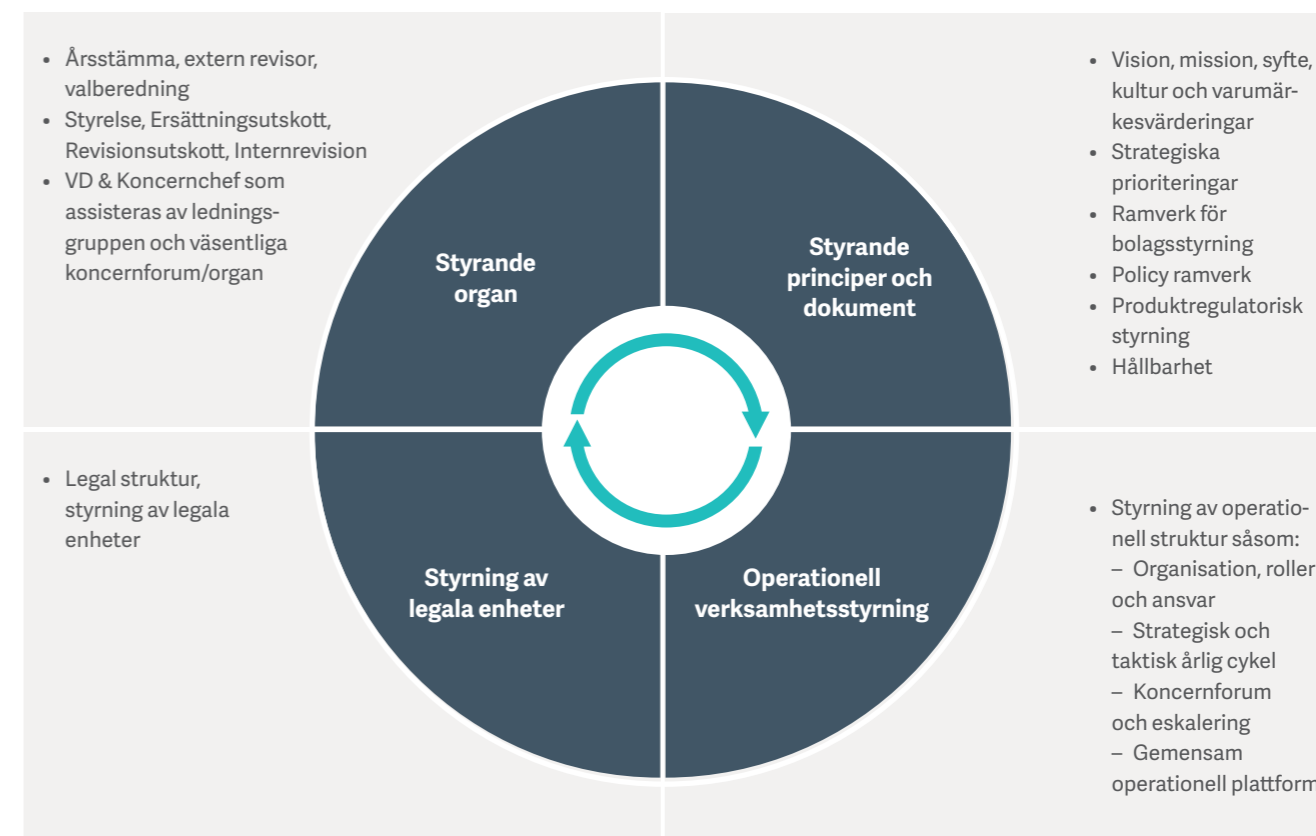 • Årsstämma, extern revisor,
valberedning
• Styrelse, Ersättningsutskott,
Revisionsutskott, Internrevision
• VD & Koncernchef som
assisteras av lednings-
gruppen och väsentliga
koncernforum/organ
Styrande
organ
Styrande
principer och
dokument
• Vision, mission, syfte,
kultur och varumär-
kesvärderingar
• Strategiska
prioriteringar
• Ramverk för
bolagsstyrning
• Policy ramverk
• Produktregulatorisk
styrning
• Hållbarhet
• Legal struktur,
styrning av legala
enheter
Styrning av
legala enheter
Operationell
verksamhetsstyrning
• Styrning av operatio-
nell struktur såsom:
– Organisation, roller
och ansvar
– Strategisk och
taktisk årlig cykel
– Koncernforum
och eskalering
– Gemensam
operationell plattform